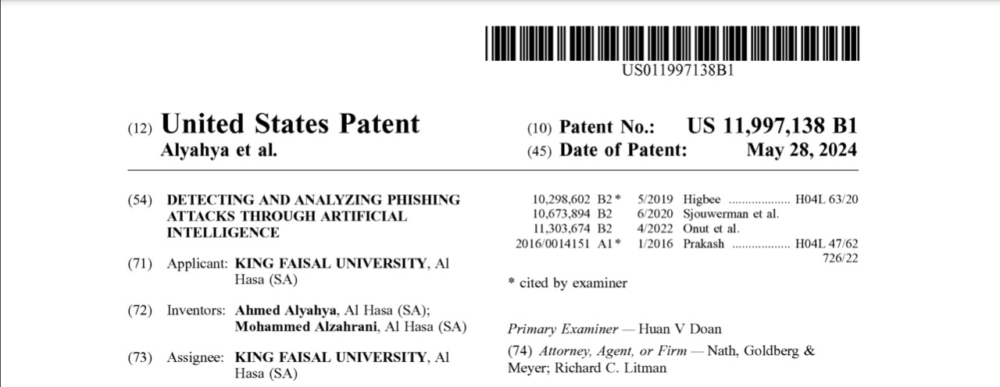 US011997138B1
(12) United States Patent
Alyahya et al.
(10) Patent No.: US 11,997,138 B1
(45) Date of Patent: May 28, 2024
(54) DETECTING AND ANALYZING PHISHING
ATTACKS THROUGH ARTIFICIAL
INTELLIGENCE
(71) Applicant: KING FAISAL UNIVERSITY, Al
Hasa (SA)
(72) Inventors: Ahmed Alyahya, Al Hasa (SA);
Mohammed Alzahrani, Al Hasa (SA)
(73) Assignee: KING FAISAL UNIVERSITY, Al
Hasa (SA)
10,298,602 B2* 5/2019 Higbee ................... H04L 63/20
10,673,894 B2 6/2020 Sjouwerman et al.
11,303,674 B2 4/2022 Onut et al.
2016/0014151 A1* 1/2016 Prakash .................. H04L 47/62
726/22
* cited by examiner
Primary Examiner — Huan V Doan
(74) Attorney, Agent, or Firm — Nath, Goldberg &
Meyer; Richard C. Litman